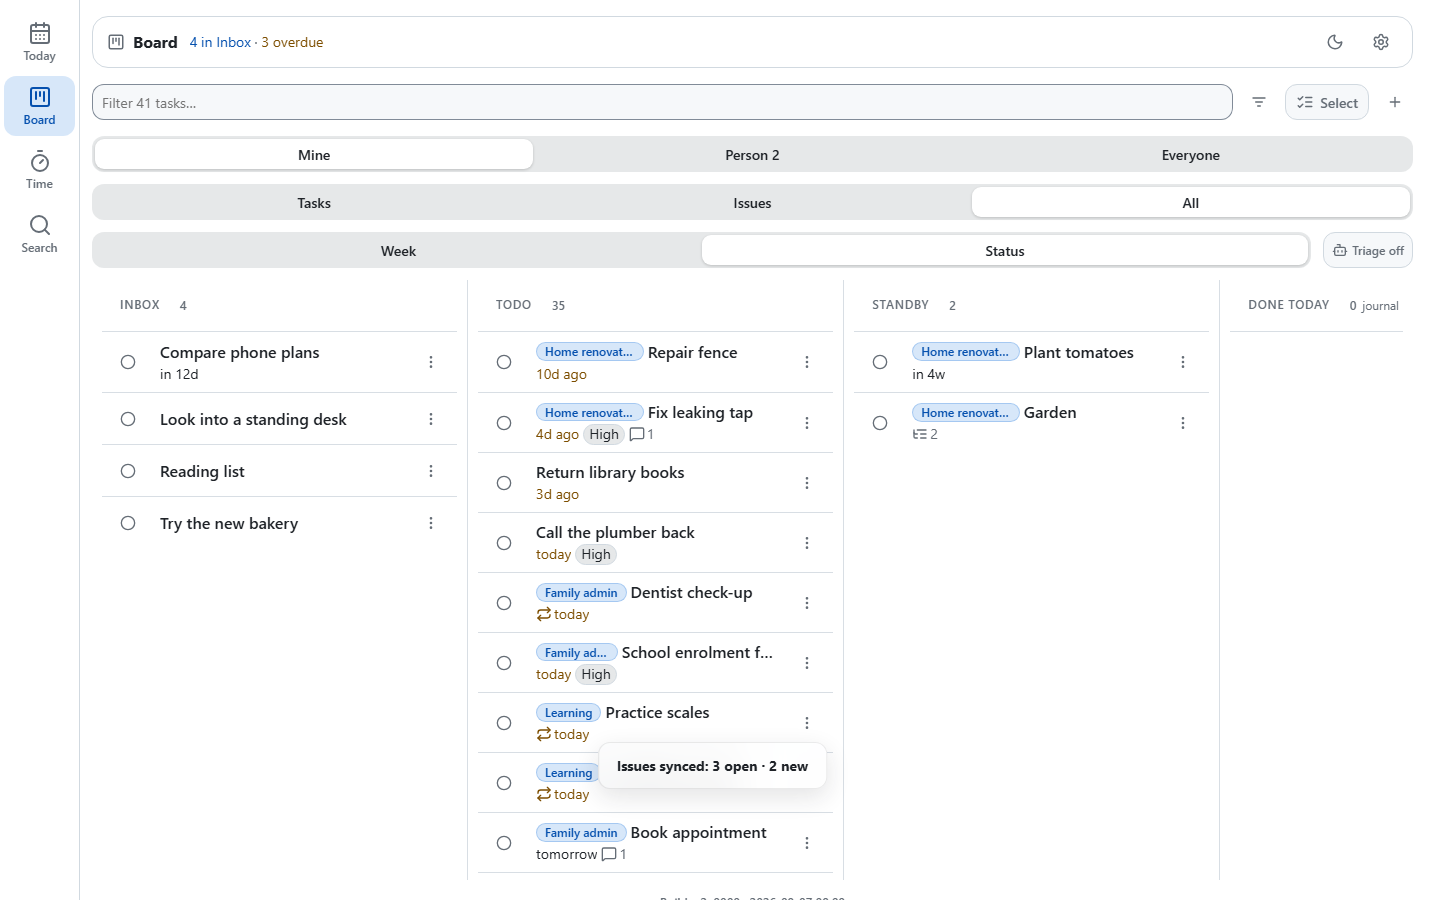 Today
Board
Time
Search
Board 4 in Inbox · 3 overdue
Filter 41 tasks...
Select
Mine
Person 2
Everyone
Tasks
Issues
All
Week
Status
Triage off
INBOX 4
Compare phone plans
in 12d
Look into a standing desk
Reading list
Try the new bakery
TODO 35
Home renovat... Repair fence
10d ago
Home renovat... Fix leaking tap
4d ago High 1
Return library books
3d ago
Call the plumber back
today High
Family admin Dentist check-up
today
Family ad... School enrolment f...
today High
Learning Practice scales
today
Learning
today
Issues synced: 3 open · 2 new
Family admin Book appointment
tomorrow 1
STANDBY 2
Home renovat... Plant tomatoes
in 4w
Home renovat... Garden
2
DONE TODAY 0 journal